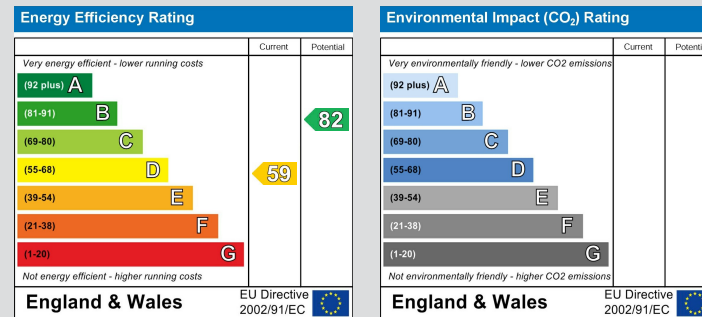 Energy Efficiency Rating
Current Potential
Very energy efficient - lower running costs
(92 plus) A
(81-91) B
82
(69-80) C
(55-68) D
59
(39-54) E
(21-38) F
(1-20) G
Not energy efficient - higher running costs
England & Wales
EU Directive
2002/91/EC
Environmental Impact (CO2) Rating
Current Potenti
Very environmentally friendly - lower CO2 emissions
(92 plus) A
(81-91) B
(69-80) C
(55-68) D
(39-54) E
(21-38) F
(1-20) G
Not environmentally friendly - higher CO2 emissions
England & Wales
EU Directive
2002/91/EC